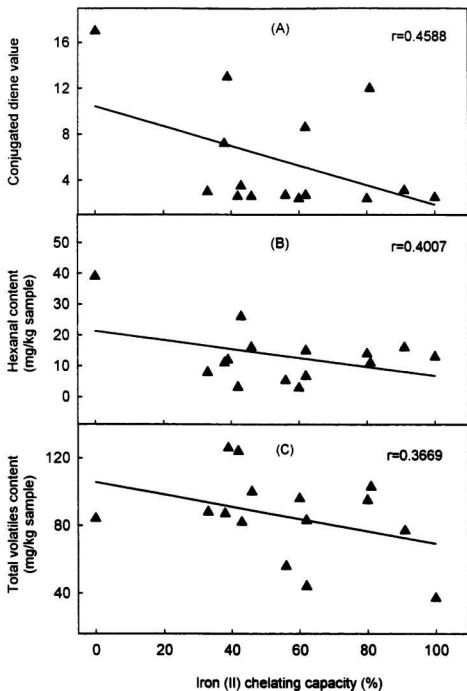 (A)
r=0.4588
Conjugated diene value
16
12
8
4
(B)
r=0.4007
Hexanal content
(mg/kg sample)
50
40
30
20
10
0
(C)
r=0.3669
Total volatiles content
(mg/kg sample)
120
80
40
0 20 40 60 80 100
Iron (II) chelating capacity (%)